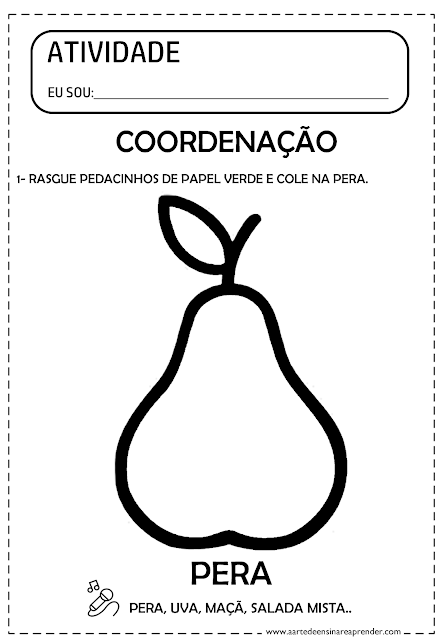 ATIVIDADE
EU SOU:
COORDENAÇÃO
1- RASGUE PEDACINHOS DE PAPEL VERDE E COLE NA PERA.
PERA
PERA, UVA, MAÇÃ, SALADA MISTA..
www.aartedeensinareaprender.com